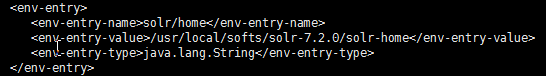 <env-entry>
<env-entry-name>solr/home</env-entry-name>
<env-entry-value>/usr/local/softs/solr-7.2.0/solr-home</env-entry-value>
<env-entry-type>java.lang.String</env-entry-type>
</env-entry>